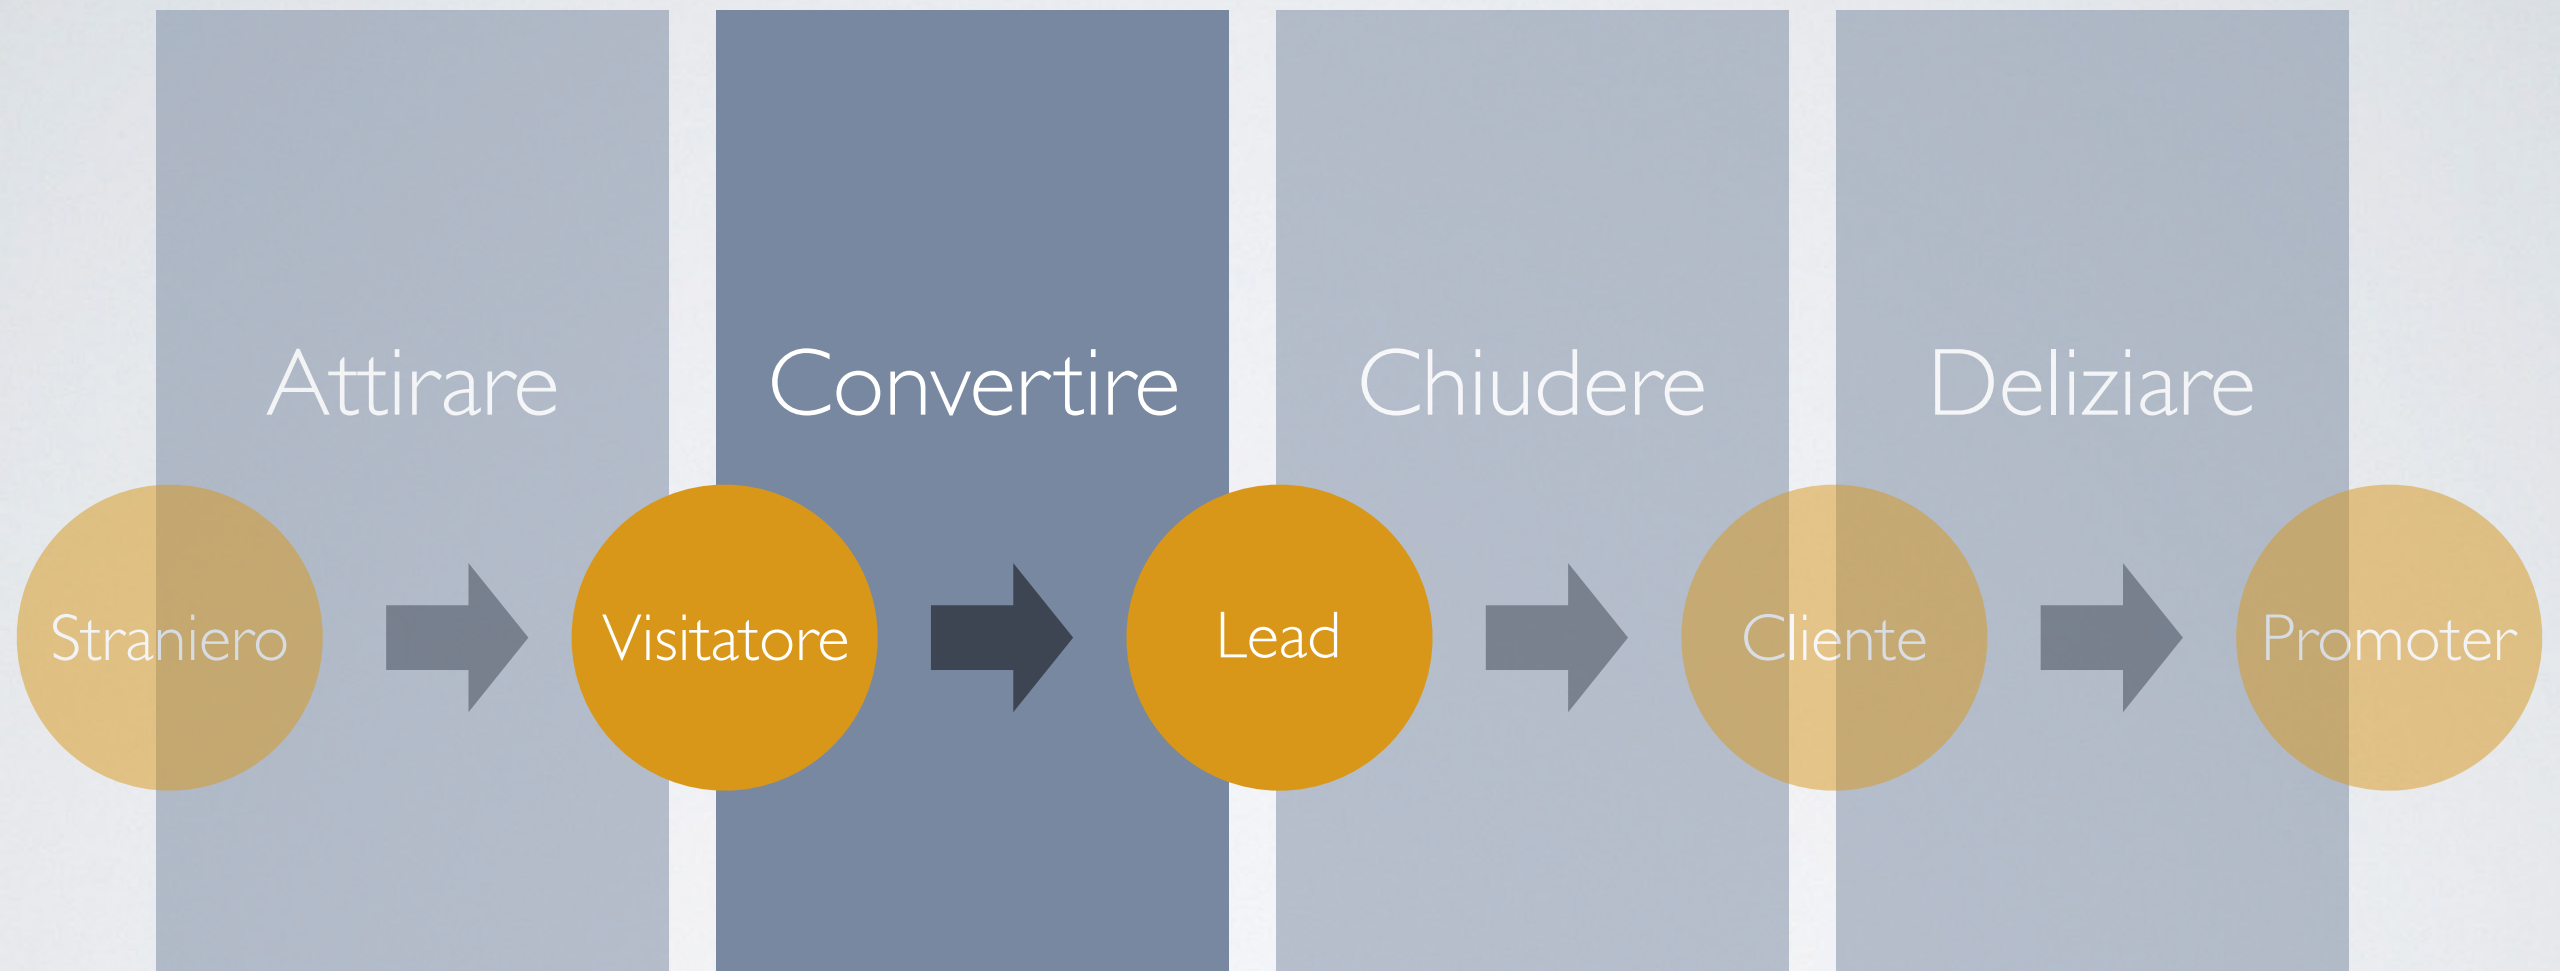 Attirare
Convertire
Chiudere
Deliziare
Straniero
Visitatore
Lead
Cliente
Promoter